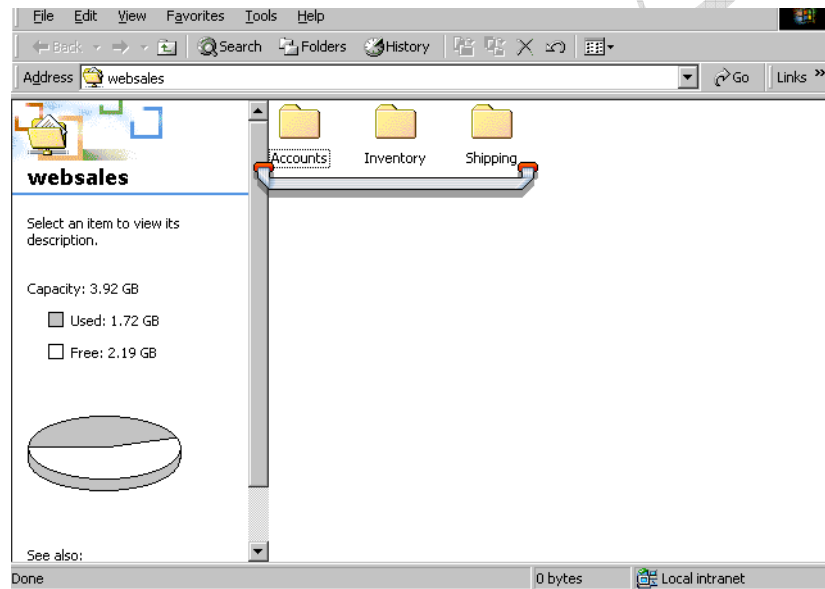 File Edit View Favorites Tools Help
Back Search Folders History
Address websales Go Links »
Accounts Inventory Shipping
websales
Select an item to view its
description.
Capacity: 3.92 GB
Used: 1.72 GB
Free: 2.19 GB
See also:
Done 0 bytes Local intranet